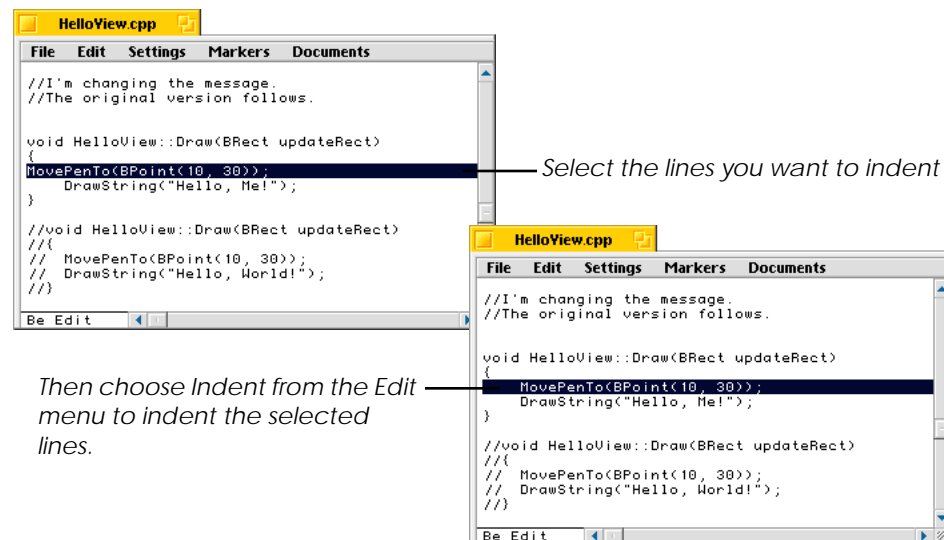 HelloView.cpp
File Edit Settings Markers Documents
//I'm changing the message.
//The original version follows.
void HelloView::Draw(BRect updateRect)
{
MovePenTo(BPoint(10, 30));
DrawString("Hello, Me!");
}
//void HelloView::Draw(BRect updateRect)
//{
// MovePenTo(BPoint(10, 30));
// DrawString("Hello, World!");
//}
Be Edit
Select the lines you want to indent
HelloView.cpp
File Edit Settings Markers Documents
//I'm changing the message.
//The original version follows.
void HelloView::Draw(BRect updateRect)
{
MovePenTo(BPoint(10, 30));
DrawString("Hello, Me!");
}
//void HelloView::Draw(BRect updateRect)
//{
// MovePenTo(BPoint(10, 30));
// DrawString("Hello, World!");
//}
Be Edit
Then choose Indent from the Edit
menu to indent the selected
lines.